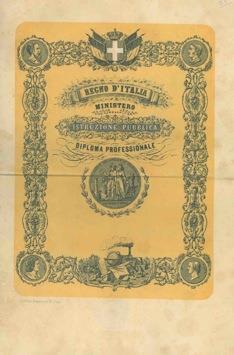 REGNO D'ITALIA
MINISTERO
ISTRUZIONE PUBBLICA
DIPLOMA PROFESSIONALE